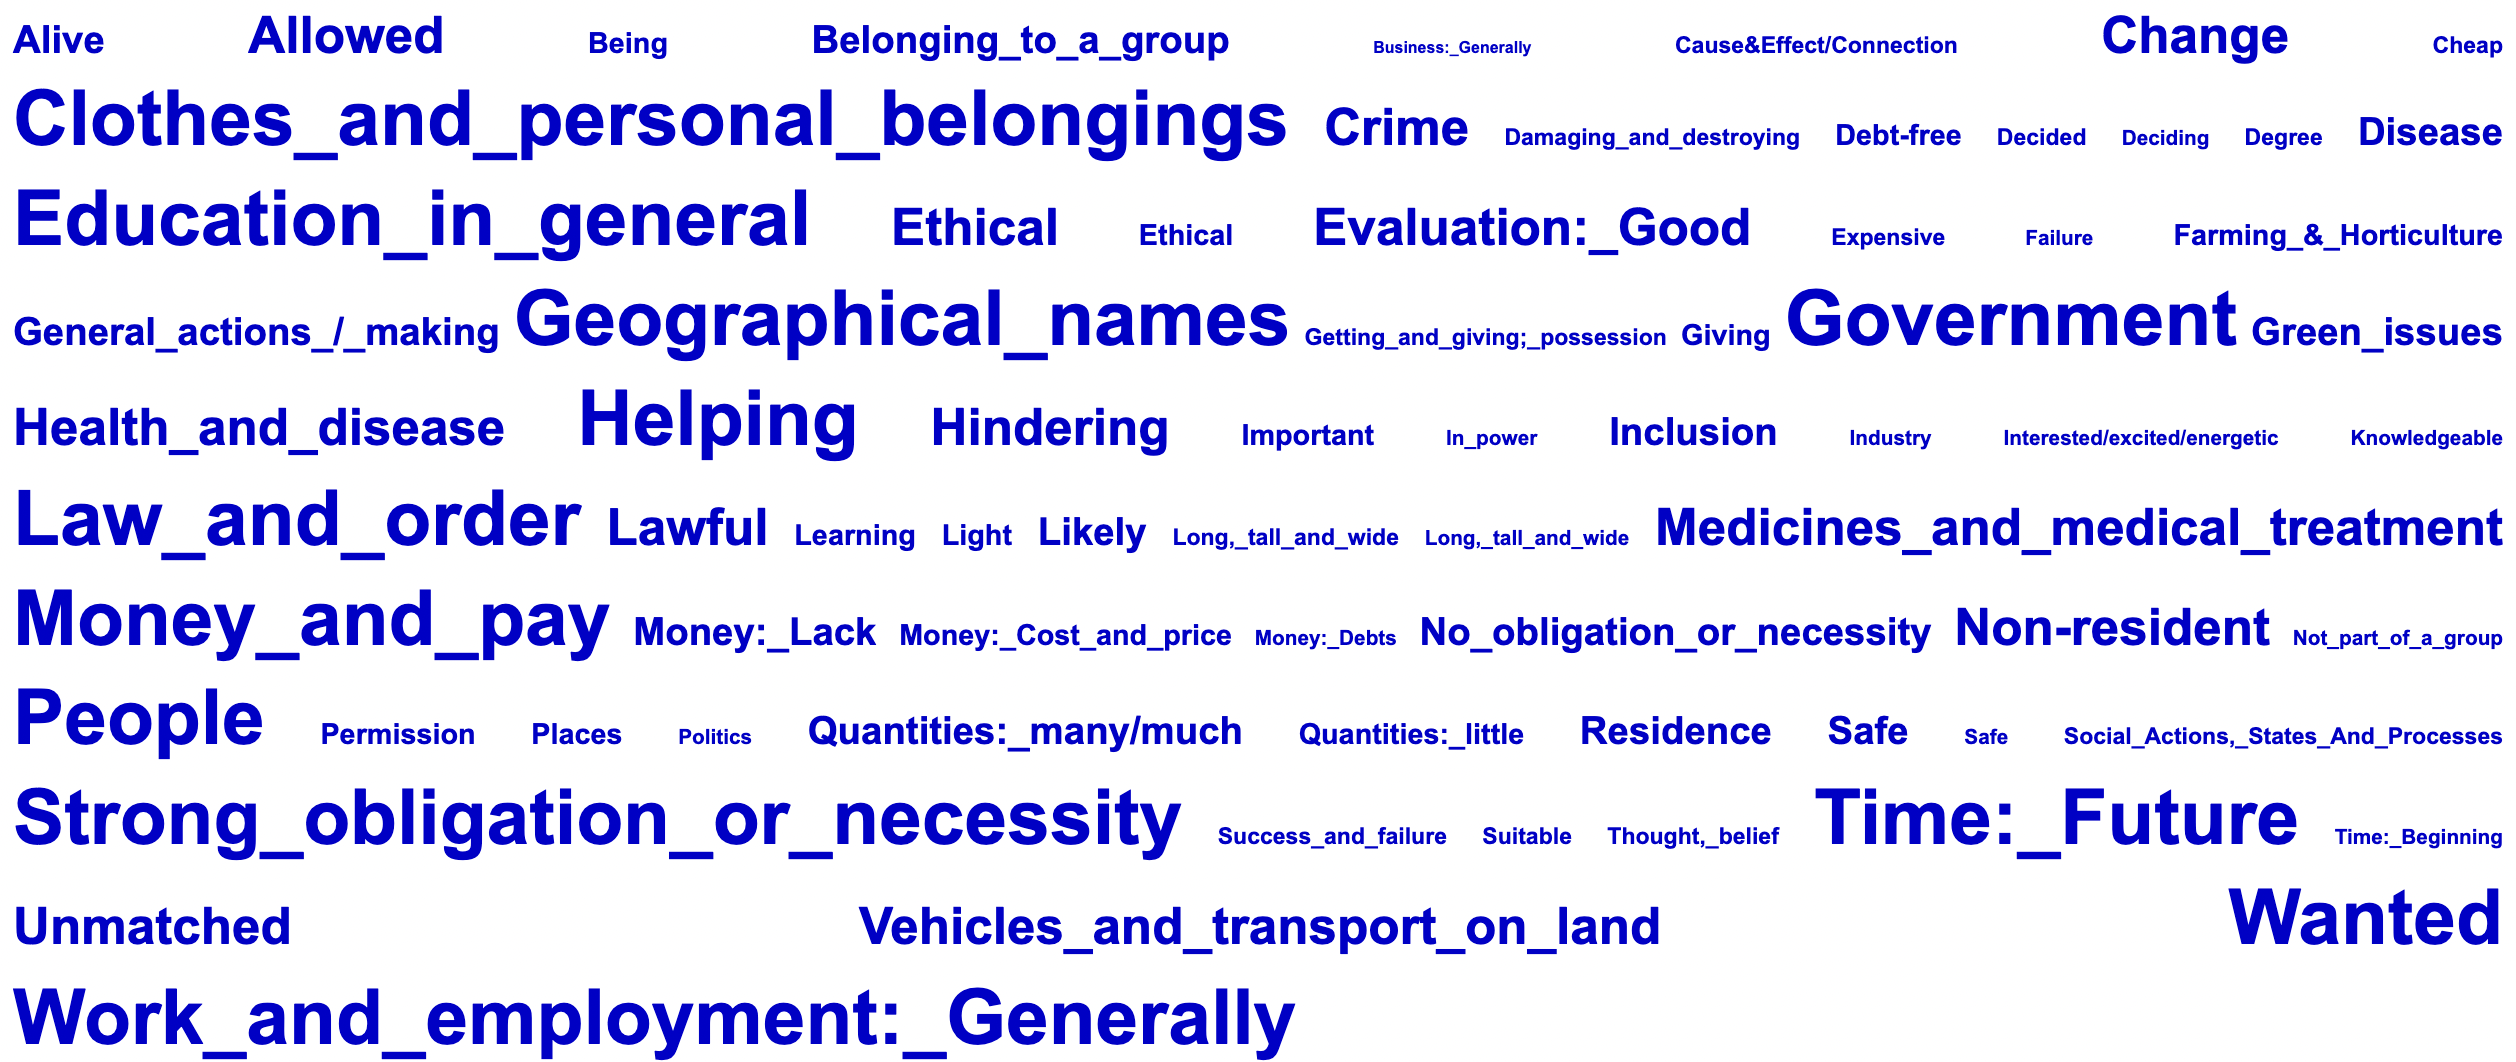 Alive Allowed Being Belonging_to_a_group Business:_Generally Cause&Effect/Connection Change Cheap
Clothes_and_personal_belongings Crime Damaging_and_destroying Debt-free Decided Deciding Degree Disease
Education_in_general Ethical Ethical Evaluation:_Good Expensive Failure Farming_&_Horticulture
General_actions_/_making Geographical_names Getting_and_giving;_possession Giving Government Green_issues
Health_and_disease Helping Hindering Important In_power Inclusion Industry Interested/excited/energetic Knowledgeable
Law_and_order Lawful Learning Light Likely Long,_tall_and_wide Long,_tall_and_wide Medicines_and_medical_treatment
Money_and_pay Money:_Lack Money:_Cost_and_price Money:_Debts No_obligation_or_necessity Non-resident Not_part_of_a_group
People Permission Places Politics Quantities:_many/much Quantities:_little Residence Safe Safe Social_Actions,_States_And_Processes
Strong_obligation_or_necessity Success_and_failure Suitable Thought,_belief Time:_Future Time:_Beginning
Unmatched Vehicles_and_transport_on_land Wanted
Work_and_employment:_Generally